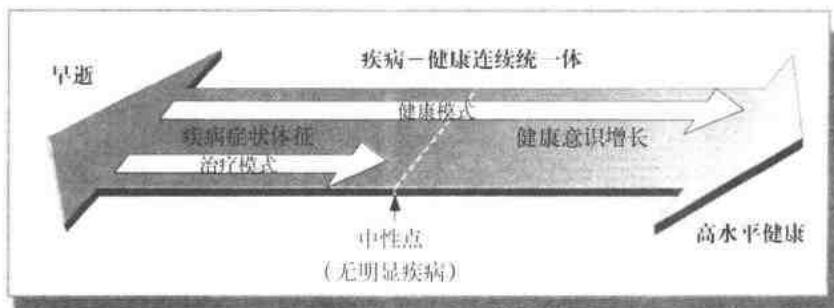 疾病－健康连续统一体
早逝
健康模式
疾病症状体征
健康意识增长
治疗模式
中性点
高水平健康
（无明显疾病）